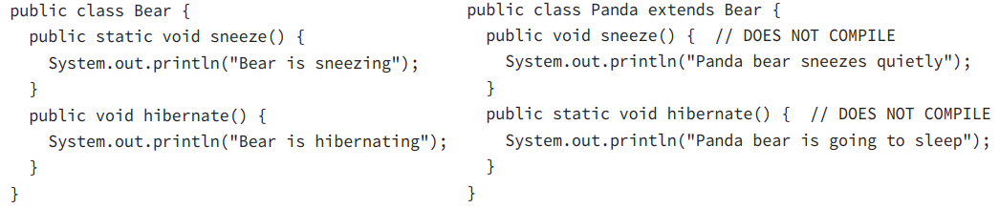 public class Bear {
  public static void sneeze() {
    System.out.println("Bear is sneezing");
  }
  public void hibernate() {
    System.out.println("Bear is hibernating");
  }
}
public class Panda extends Bear {
  public void sneeze() {  // DOES NOT COMPILE
    System.out.println("Panda bear sneezes quietly");
  }
  public static void hibernate() {  // DOES NOT COMPILE
    System.out.println("Panda bear is going to sleep");
  }
}